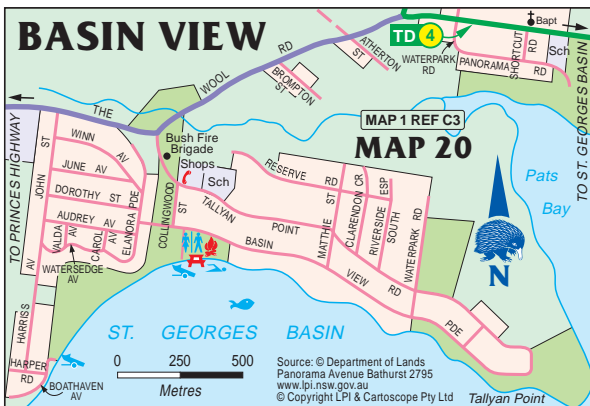 BASIN VIEW
TD 4
Bapt
WATERPARK
RD
SHORTCUT
RD
Sch
PANORAMA RD
ATHERTON
ST
BROMPTON
ST
THE WOOL RD
MAP 1 REF C3
MAP 20
TO ST. GEORGES BASIN
Pats
Bay
TO PRINCES HIGHWAY
Bush Fire
Brigade
Shops
Sch
JOHN ST
WINN AV
JUNE AV
DOROTHY ST
AUDREY AV
VALDA
AV
CAROL
AV
ELANORA PDE
WATERSEDGE
AV
COLLINGWOOD
ST
TALLYAN POINT
RESERVE RD
BASIN VIEW PDE
MATTHIE ST
CLARENDON CR
RIVERSIDE ESP
SOUTH
WATERPARK RD
RD
N
HARRISS AV
HARPER
RD
BOATHAVEN
AV
ST. GEORGES BASIN
0 250 500
Metres
Source: © Department of Lands
Panorama Avenue Bathurst 2795
www.lpi.nsw.gov.au
© Copyright LPI & Cartoscope Pty Ltd
Tallyan Point